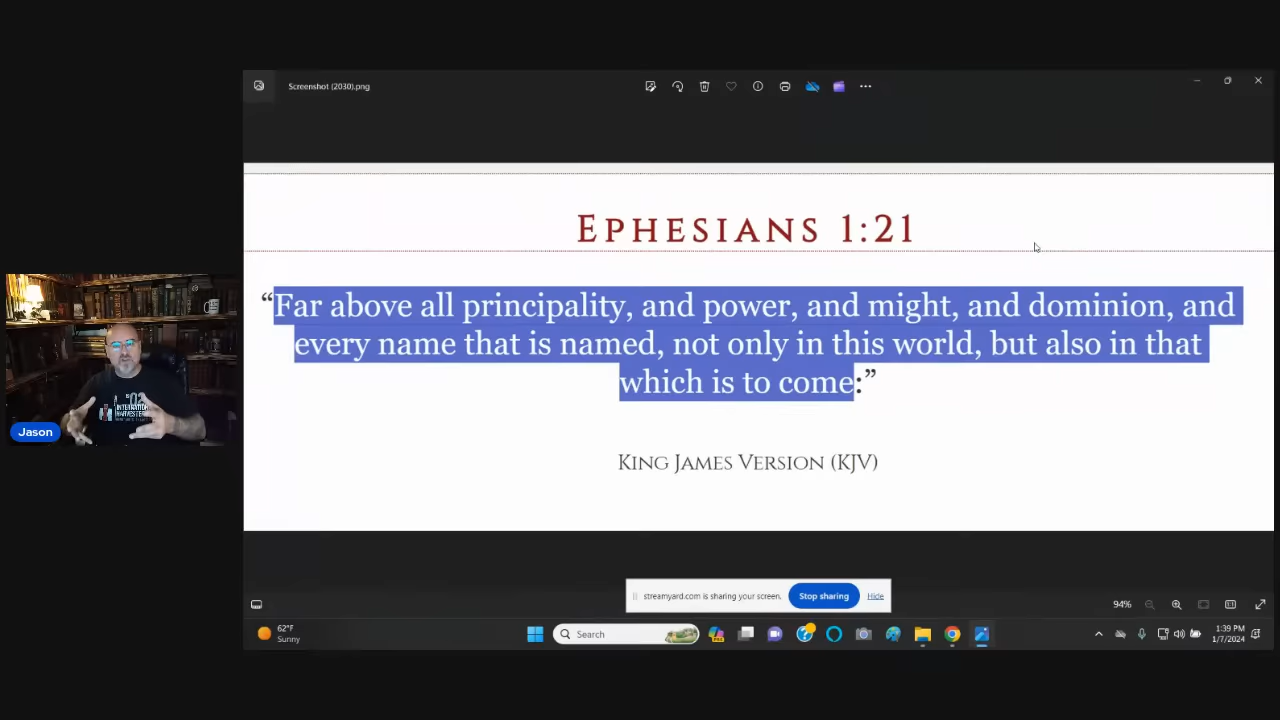 Screenshot (2030).png
EPHESIANS 1:21
“Far above all principality, and power, and might, and dominion, and
every name that is named, not only in this world, but also in that
which is to come:”
KING JAMES VERSION (KJV)
Jason
INTERNATION
HARVESTER
streamyard.com is sharing your screen.
Stop sharing
Hide
94%
62°F
Sunny
Search
1:39 PM
1/7/2024